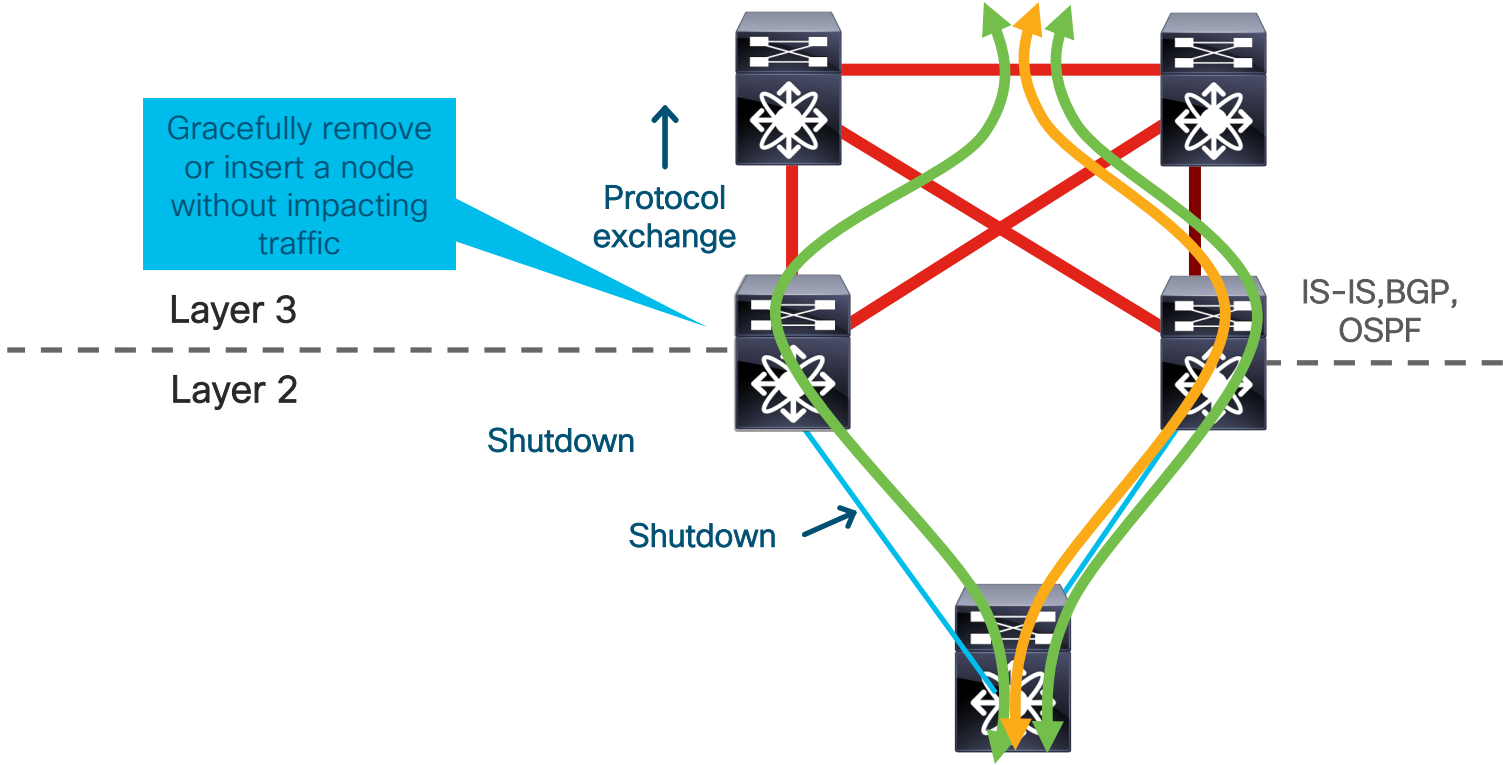 Gracefully remove
or insert a node
without impacting
traffic
Protocol
exchange
Layer 3
IS-IS,BGP,
OSPF
Layer 2
Shutdown
Shutdown